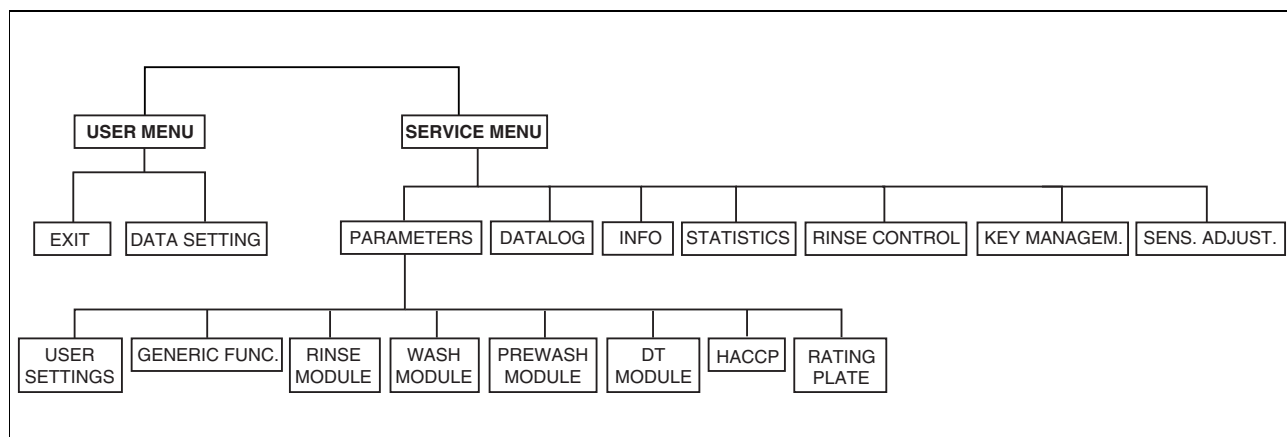 USER MENU
SERVICE MENU
EXIT
DATA SETTING
PARAMETERS
DATALOG
INFO
STATISTICS
RINSE CONTROL
KEY MANAGEM.
SENS. ADJUST.
USER
SETTINGS
GENERIC FUNC.
RINSE
MODULE
WASH
MODULE
PREWASH
MODULE
DT
MODULE
HACCP
RATING
PLATE